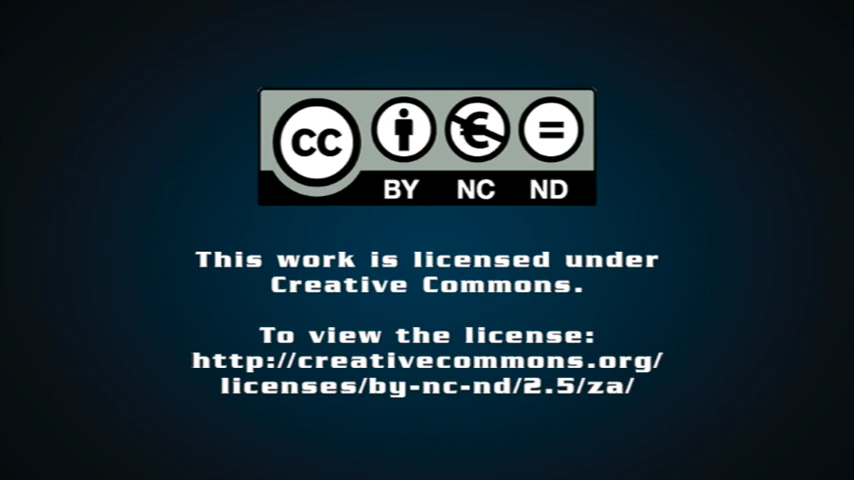 CC
BY NC ND
This work is licensed under
Creative Commons.
To view the license:
http://creativecommons.org/
licenses/by-nc-nd/2.5/za/